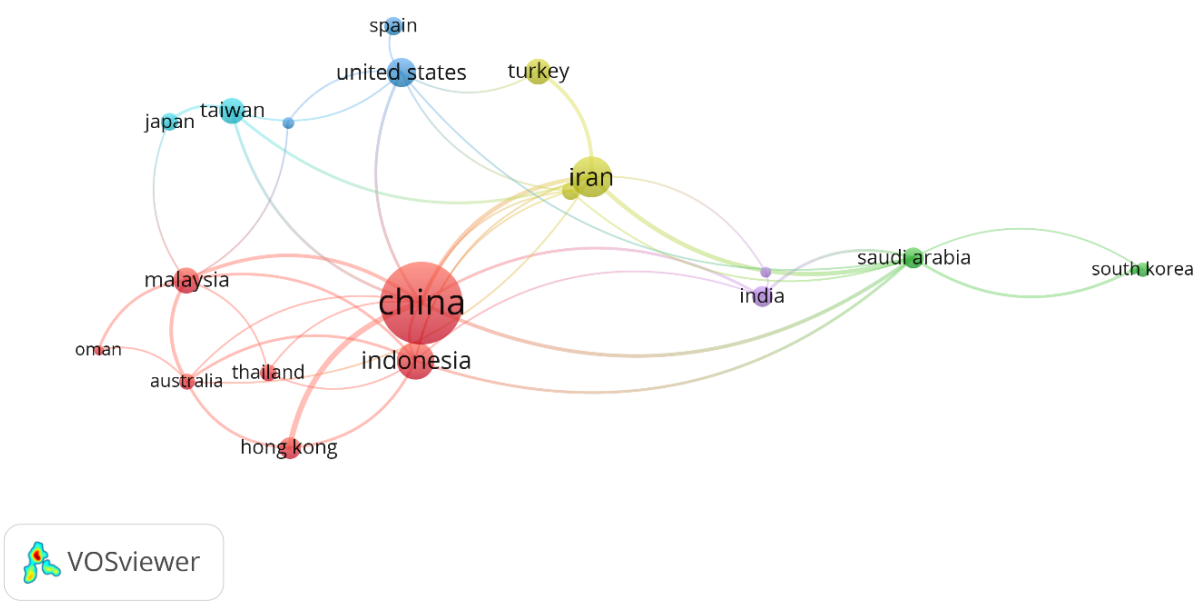 spain
united states
turkey
taiwan
japan
iran
saudi arabia
south korea
malaysia
india
china
oman
indonesia
thailand
australia
hong kong
VOSviewer